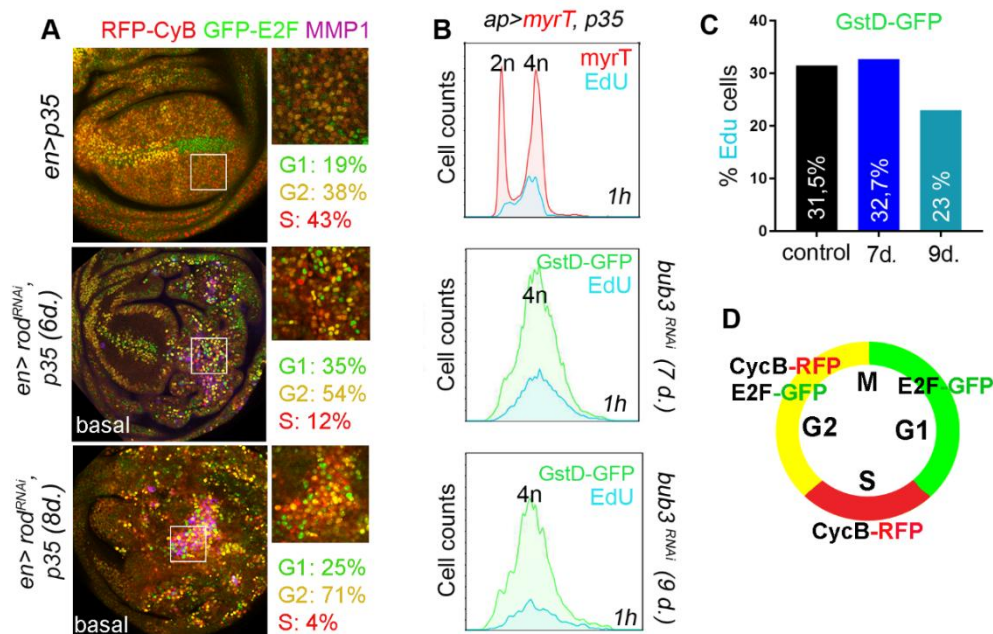 A
RFP-CyB GFP-E2F MMP1
en>p35
G1: 19%
G2: 38%
S: 43%
en> rodRNAi,
p35 (6d.)
basal
G1: 35%
G2: 54%
S: 12%
en> rodRNAi,
p35 (8d.)
basal
G1: 25%
G2: 71%
S: 4%
B
ap>myrT, p35
Cell counts
2n 4n
myrT
EdU
1h
Cell counts
GstD-GFP
4n
EdU
1h
bub3 RNAi (7 d.)
Cell counts
GstD-GFP
4n
EdU
1h
bub3 RNAi (9 d.)
C
GstD-GFP
% Edu cells
40
30
20
10
0
31,5%
32,7%
23 %
control 7d. 9d.
D
CycB-RFP
E2F-GFP
M
E2F-GFP
G2
G1
S
CycB-RFP